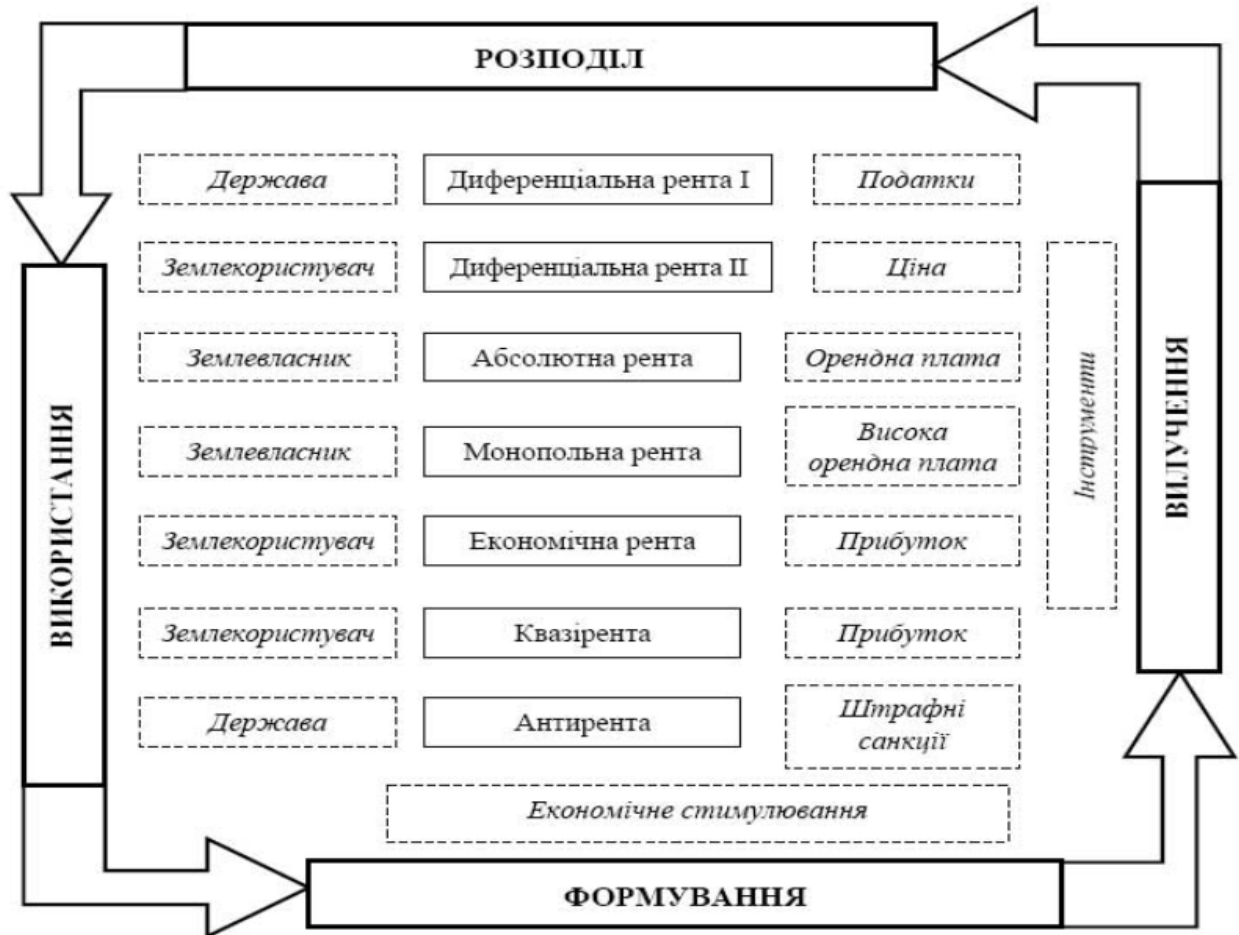 РОЗПОДІЛ
Держава
Диференціальна рента І
Податки
Землекористувач
Диференціальна рента ІІ
Ціна
Землевласник
Абсолютна рента
Орендна плата
Землевласник
Монопольна рента
Висока
орендна плата
Землекористувач
Економічна рента
Прибуток
Землекористувач
Квазірента
Прибуток
Держава
Антирента
Штрафні
санкції
Економічне стимулювання
Інструменти
ВИКОРИСТАННЯ
ВИЛУЧЕННЯ
ФОРМУВАННЯ